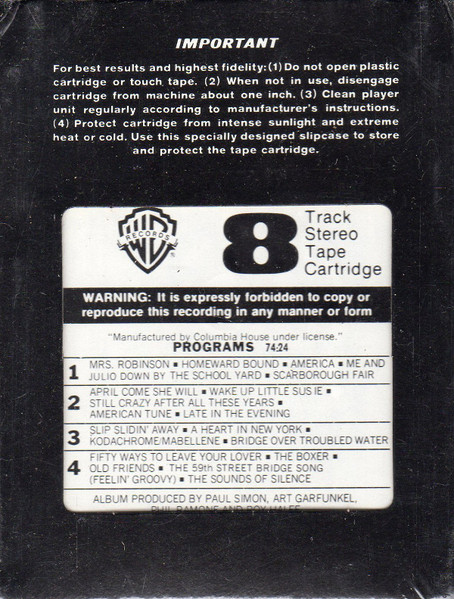 IMPORTANT
For best results and highest fidelity: (1) Do not open plastic
cartridge or touch tape. (2) When not in use, disengage
cartridge from machine about one inch. (3) Clean player
unit regularly according to manufacturer's instructions.
(4) Protect cartridge from intense sunlight and extreme
heat or cold. Use this specially designed slipcase to store
and protect the tape cartridge.
WB
RECORDS
®
8
Track
Stereo
Tape
Cartridge
WARNING: It is expressly forbidden to copy or
reproduce this recording in any manner or form
"Manufactured by Columbia House under license."
PROGRAMS 74:24
1 MRS. ROBINSON ■ HOMEWARD BOUND ■ AMERICA ■ ME AND
JULIO DOWN BY THE SCHOOL YARD ■ SCARBOROUGH FAIR
2 APRIL COME SHE WILL ■ WAKE UP LITTLE SUSIE ■
STILL CRAZY AFTER ALL THESE YEARS ■
AMERICAN TUNE ■ LATE IN THE EVENING
3 SLIP SLIDIN' AWAY ■ A HEART IN NEW YORK ■
KODACHROME/MABELLENE ■ BRIDGE OVER TROUBLED WATER
4 FIFTY WAYS TO LEAVE YOUR LOVER ■ THE BOXER ■
OLD FRIENDS ■ THE 59th STREET BRIDGE SONG
(FEELIN' GROOVY) ■ THE SOUNDS OF SILENCE
ALBUM PRODUCED BY PAUL SIMON, ART GARFUNKEL,
PHIL RAMONE AND ROY HALEE